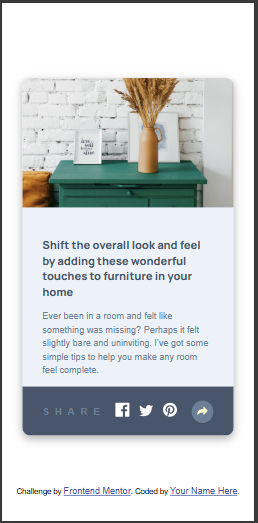 Shift the overall look and feel
by adding these wonderful
touches to furniture in your
home
Ever been in a room and felt like
something was missing? Perhaps it felt
slightly bare and uninviting. I've got some
simple tips to help you make any room
feel complete.
SHARE
Challenge by Frontend Mentor. Coded by Your Name Here.